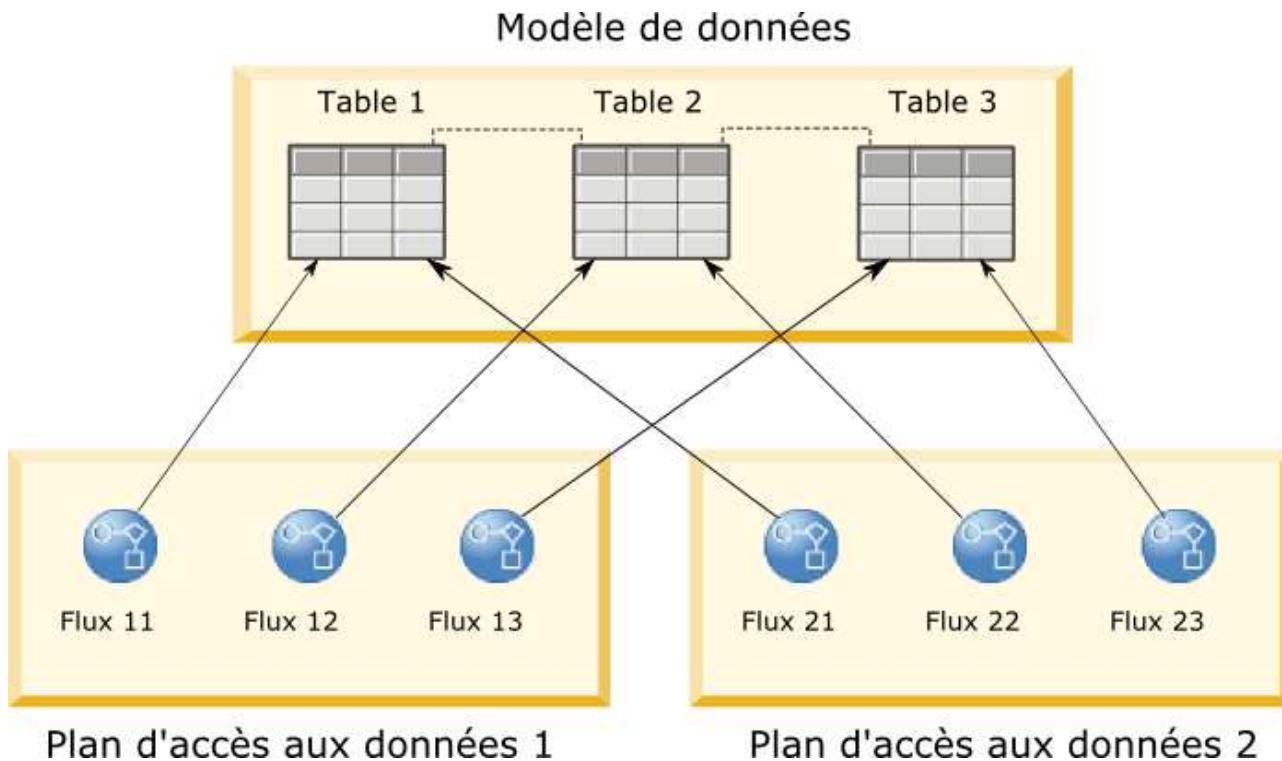 Modèle de données
Table 1 Table 2 Table 3
Flux 11 Flux 12 Flux 13 Flux 21 Flux 22 Flux 23
Plan d'accès aux données 1 Plan d'accès aux données 2